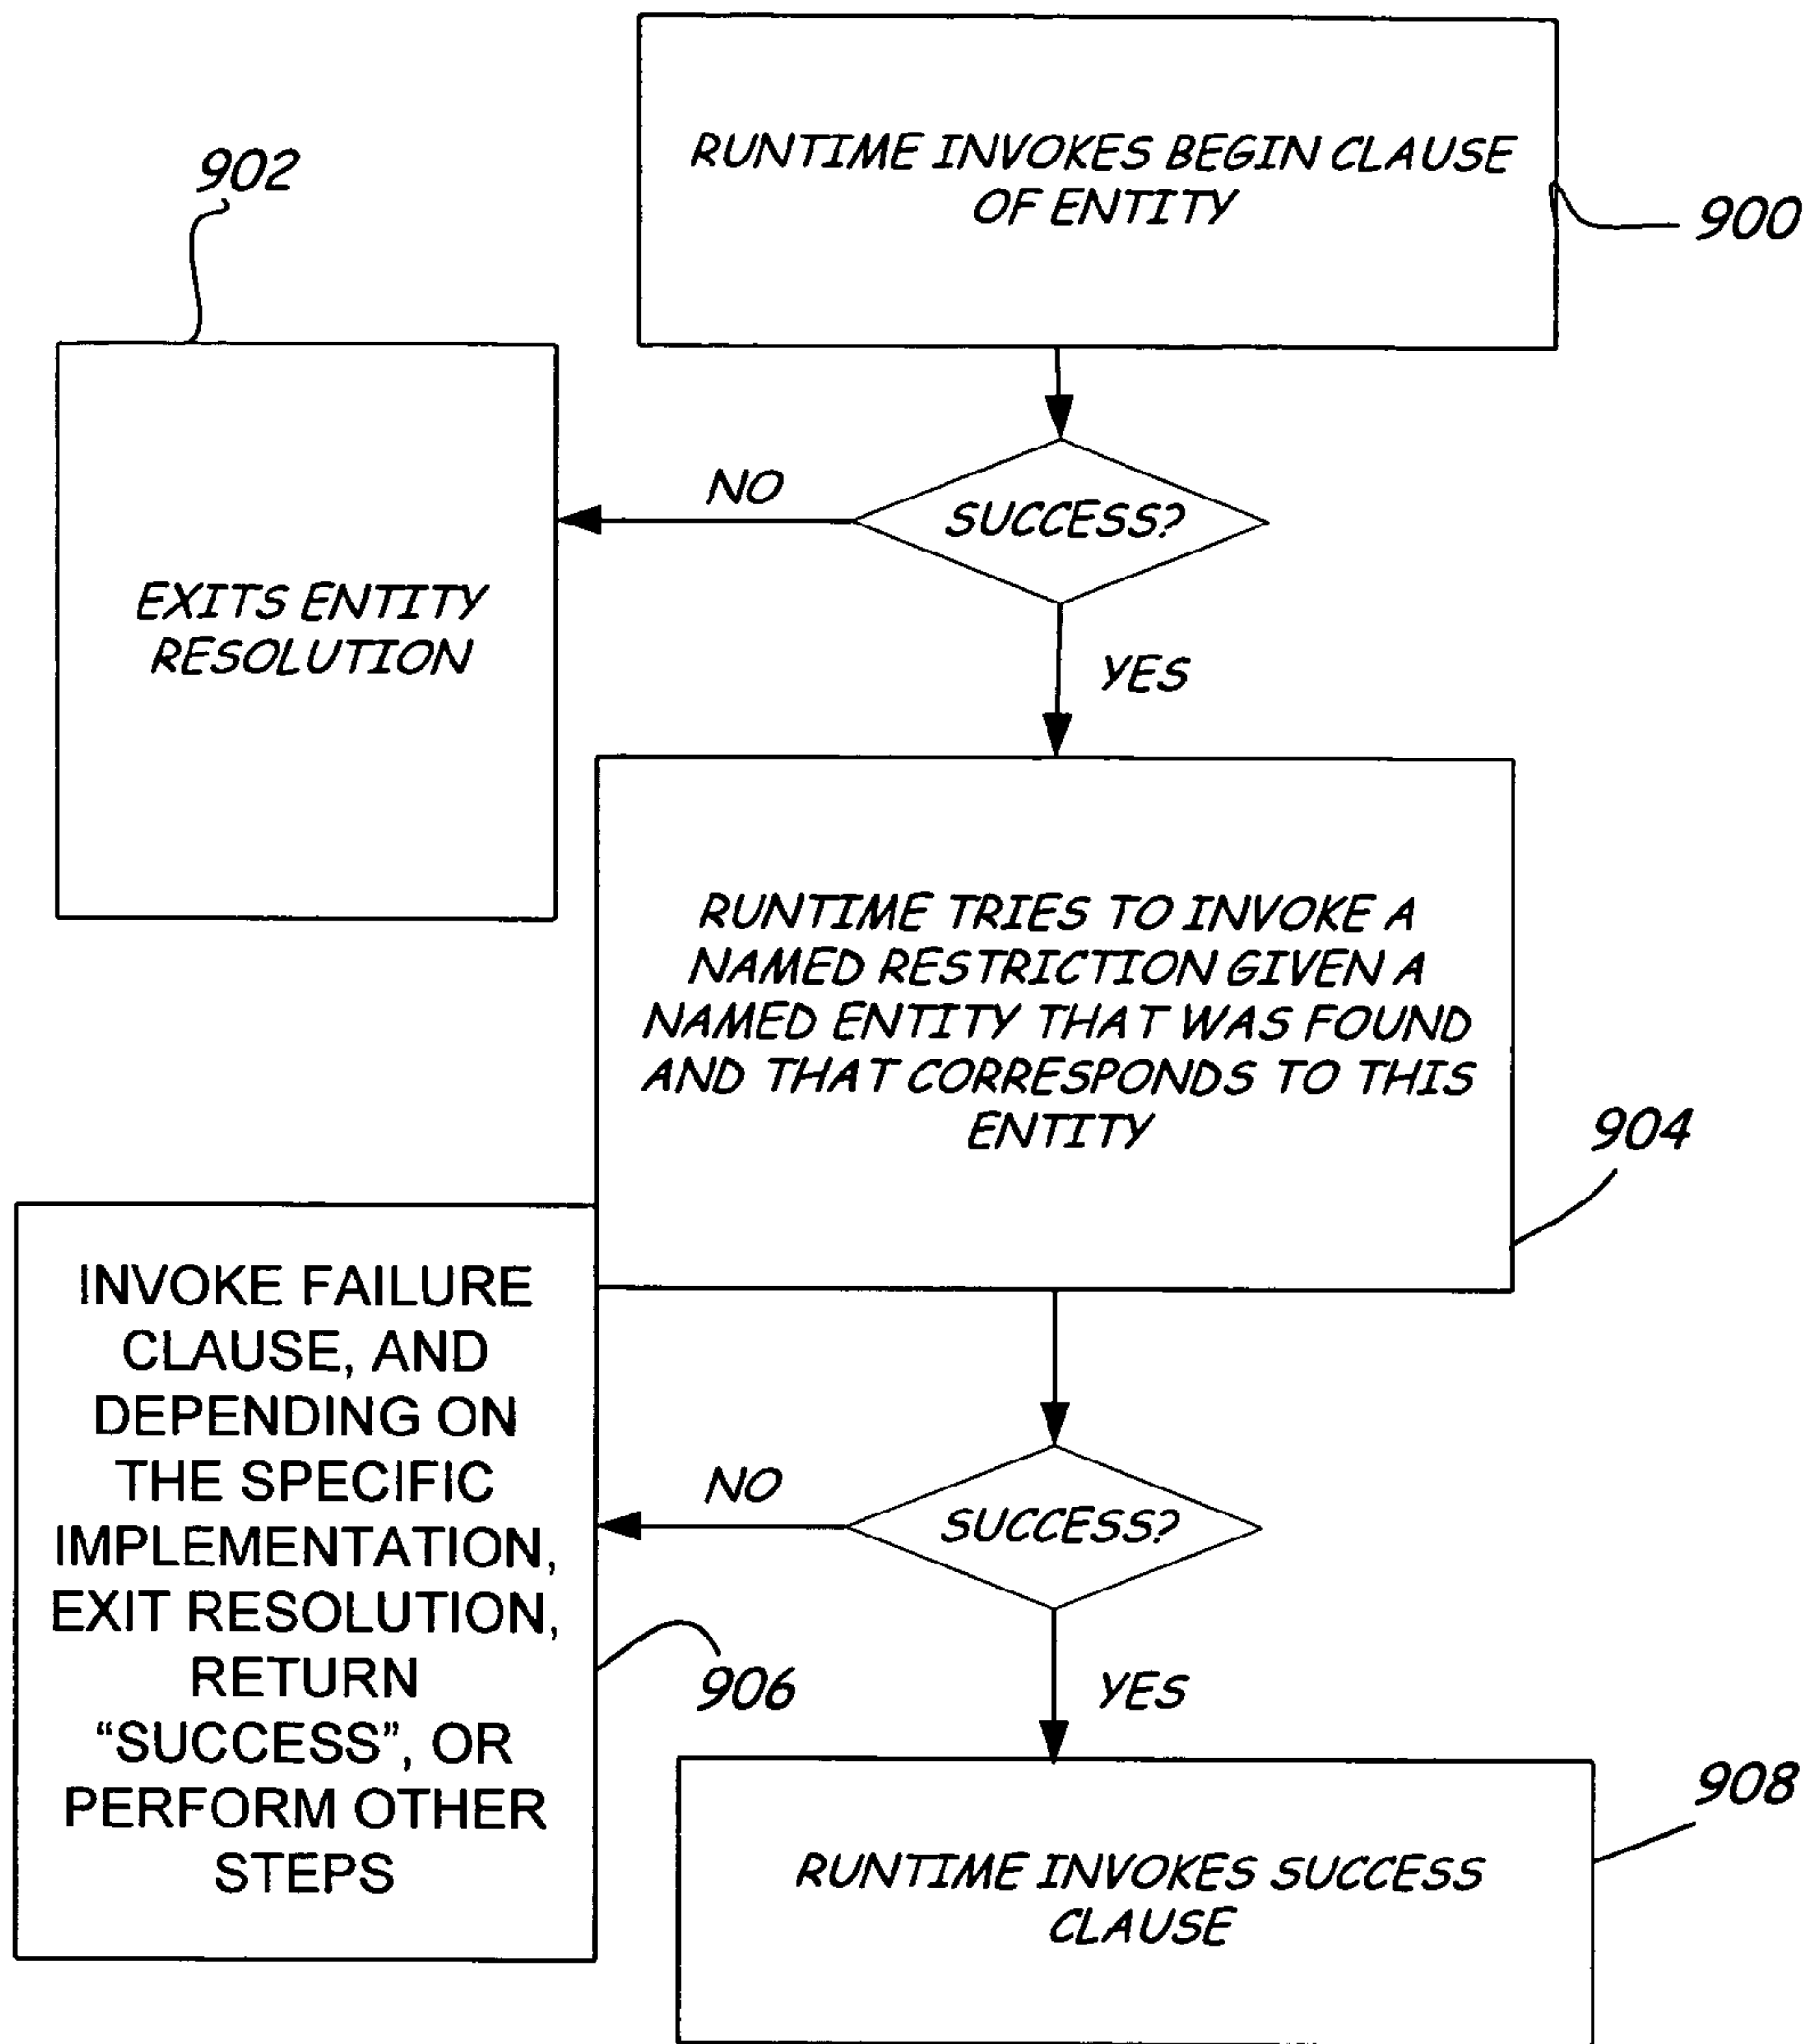 RUNTIME INVOKES BEGIN CLAUSE
OF ENTITY
900
902
NO
SUCCESS?
EXITS ENTITY
RESOLUTION
YES
RUNTIME TRIES TO INVOKE A
NAMED RESTRICTION GIVEN A
NAMED ENTITY THAT WAS FOUND
AND THAT CORRESPONDS TO THIS
ENTITY
904
INVOKE FAILURE
CLAUSE, AND
DEPENDING ON
THE SPECIFIC
IMPLEMENTATION,
EXIT RESOLUTION,
RETURN
“SUCCESS”, OR
PERFORM OTHER
STEPS
NO
SUCCESS?
906
YES
908
RUNTIME INVOKES SUCCESS
CLAUSE